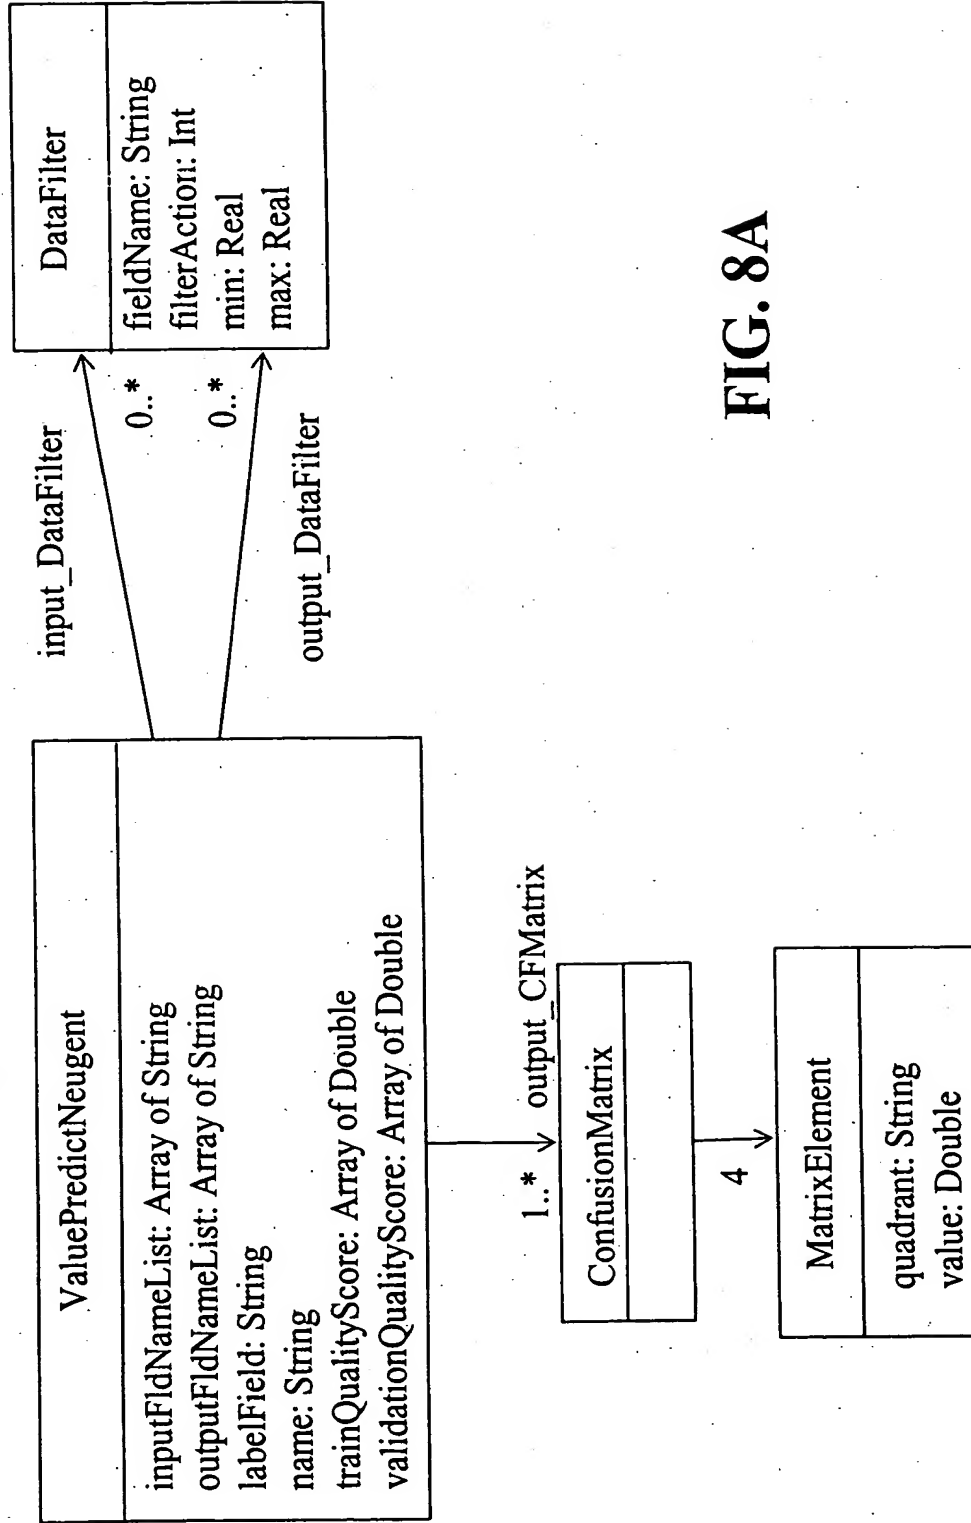 ValuePredictNeugent
inputFldNameList: Array of String
outputFldNameList: Array of String
labelField: String
name: String
trainQualityScore: Array of Double
validationQualityScore: Array of Double
input_DataFilter
0..*
0..*
output_DataFilter
DataFilter
fieldName: String
filterAction: Int
min: Real
max: Real
1..*
output_CFMatrix
ConfusionMatrix
4
MatrixElement
quadrant: String
value: Double
FIG. 8A